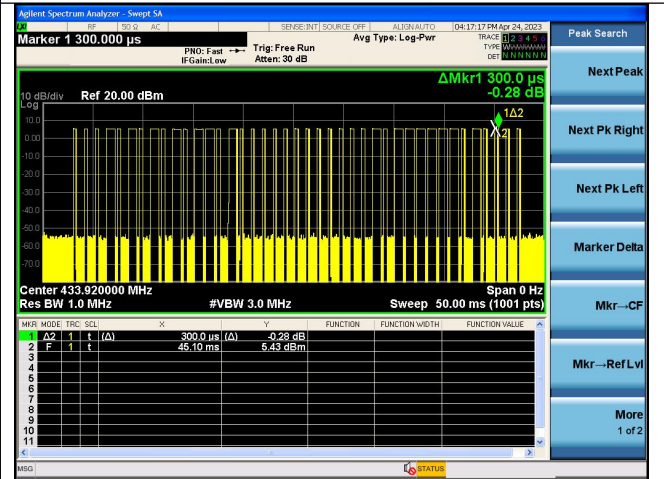 Agilent Spectrum Analyzer - Swept SA
LXI RF 50 Ω AC SENSE:INT SOURCE OFF ALIGN AUTO 04:17:17 PM Apr 24, 2023
Marker 1 300.000 µs
Avg Type: Log-Pwr
TRACE 1 2 3 4 5 6
TYPE WWWWWW
DET N N N N N N
PNO: Fast
IFGain:Low
Trig: Free Run
Atten: 30 dB
Peak Search
Next Peak
Next Pk Right
Next Pk Left
Marker Delta
Mkr→CF
Mkr→Ref Lvl
More
1 of 2
ΔMkr1 300.0 µs
-0.28 dB
10 dB/div Ref 20.00 dBm
Log
10.0
0.00
-10.0
-20.0
-30.0
-40.0
-50.0
-60.0
-70.0
1Δ2
X2
Center 433.920000 MHz Span 0 Hz
Res BW 1.0 MHz #VBW 3.0 MHz Sweep 50.00 ms (1001 pts)
MKR MODE TRC SCL X Y FUNCTION FUNCTION WIDTH FUNCTION VALUE
1 Δ2 1 t (Δ) 300.0 µs (Δ) -0.28 dB
2 F 1 t 45.10 ms 5.43 dBm
3
4
5
6
7
8
9
10
11
MSG STATUS